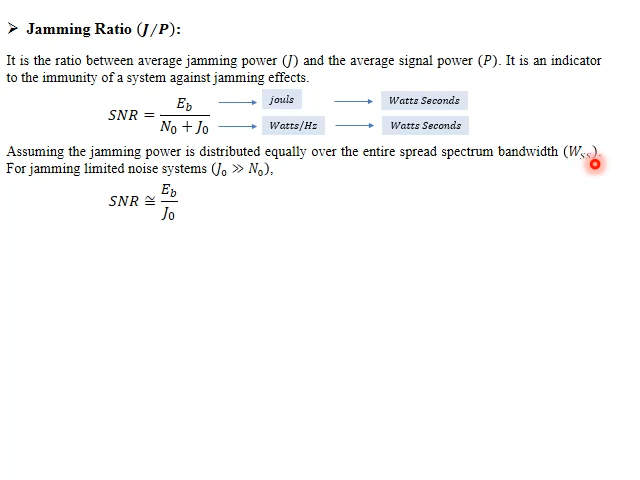 ➢ Jamming Ratio (J/P):
It is the ratio between average jamming power (J) and the average signal power (P). It is an indicator
to the immunity of a system against jamming effects.
SNR = E_b / (N_0 + J_0)
jouls → Watts Seconds
Watts/Hz → Watts Seconds
Assuming the jamming power is distributed equally over the entire spread spectrum bandwidth (W_ss).
For jamming limited noise systems (J_o ≫ N_o),
SNR ≅ E_b / J_0